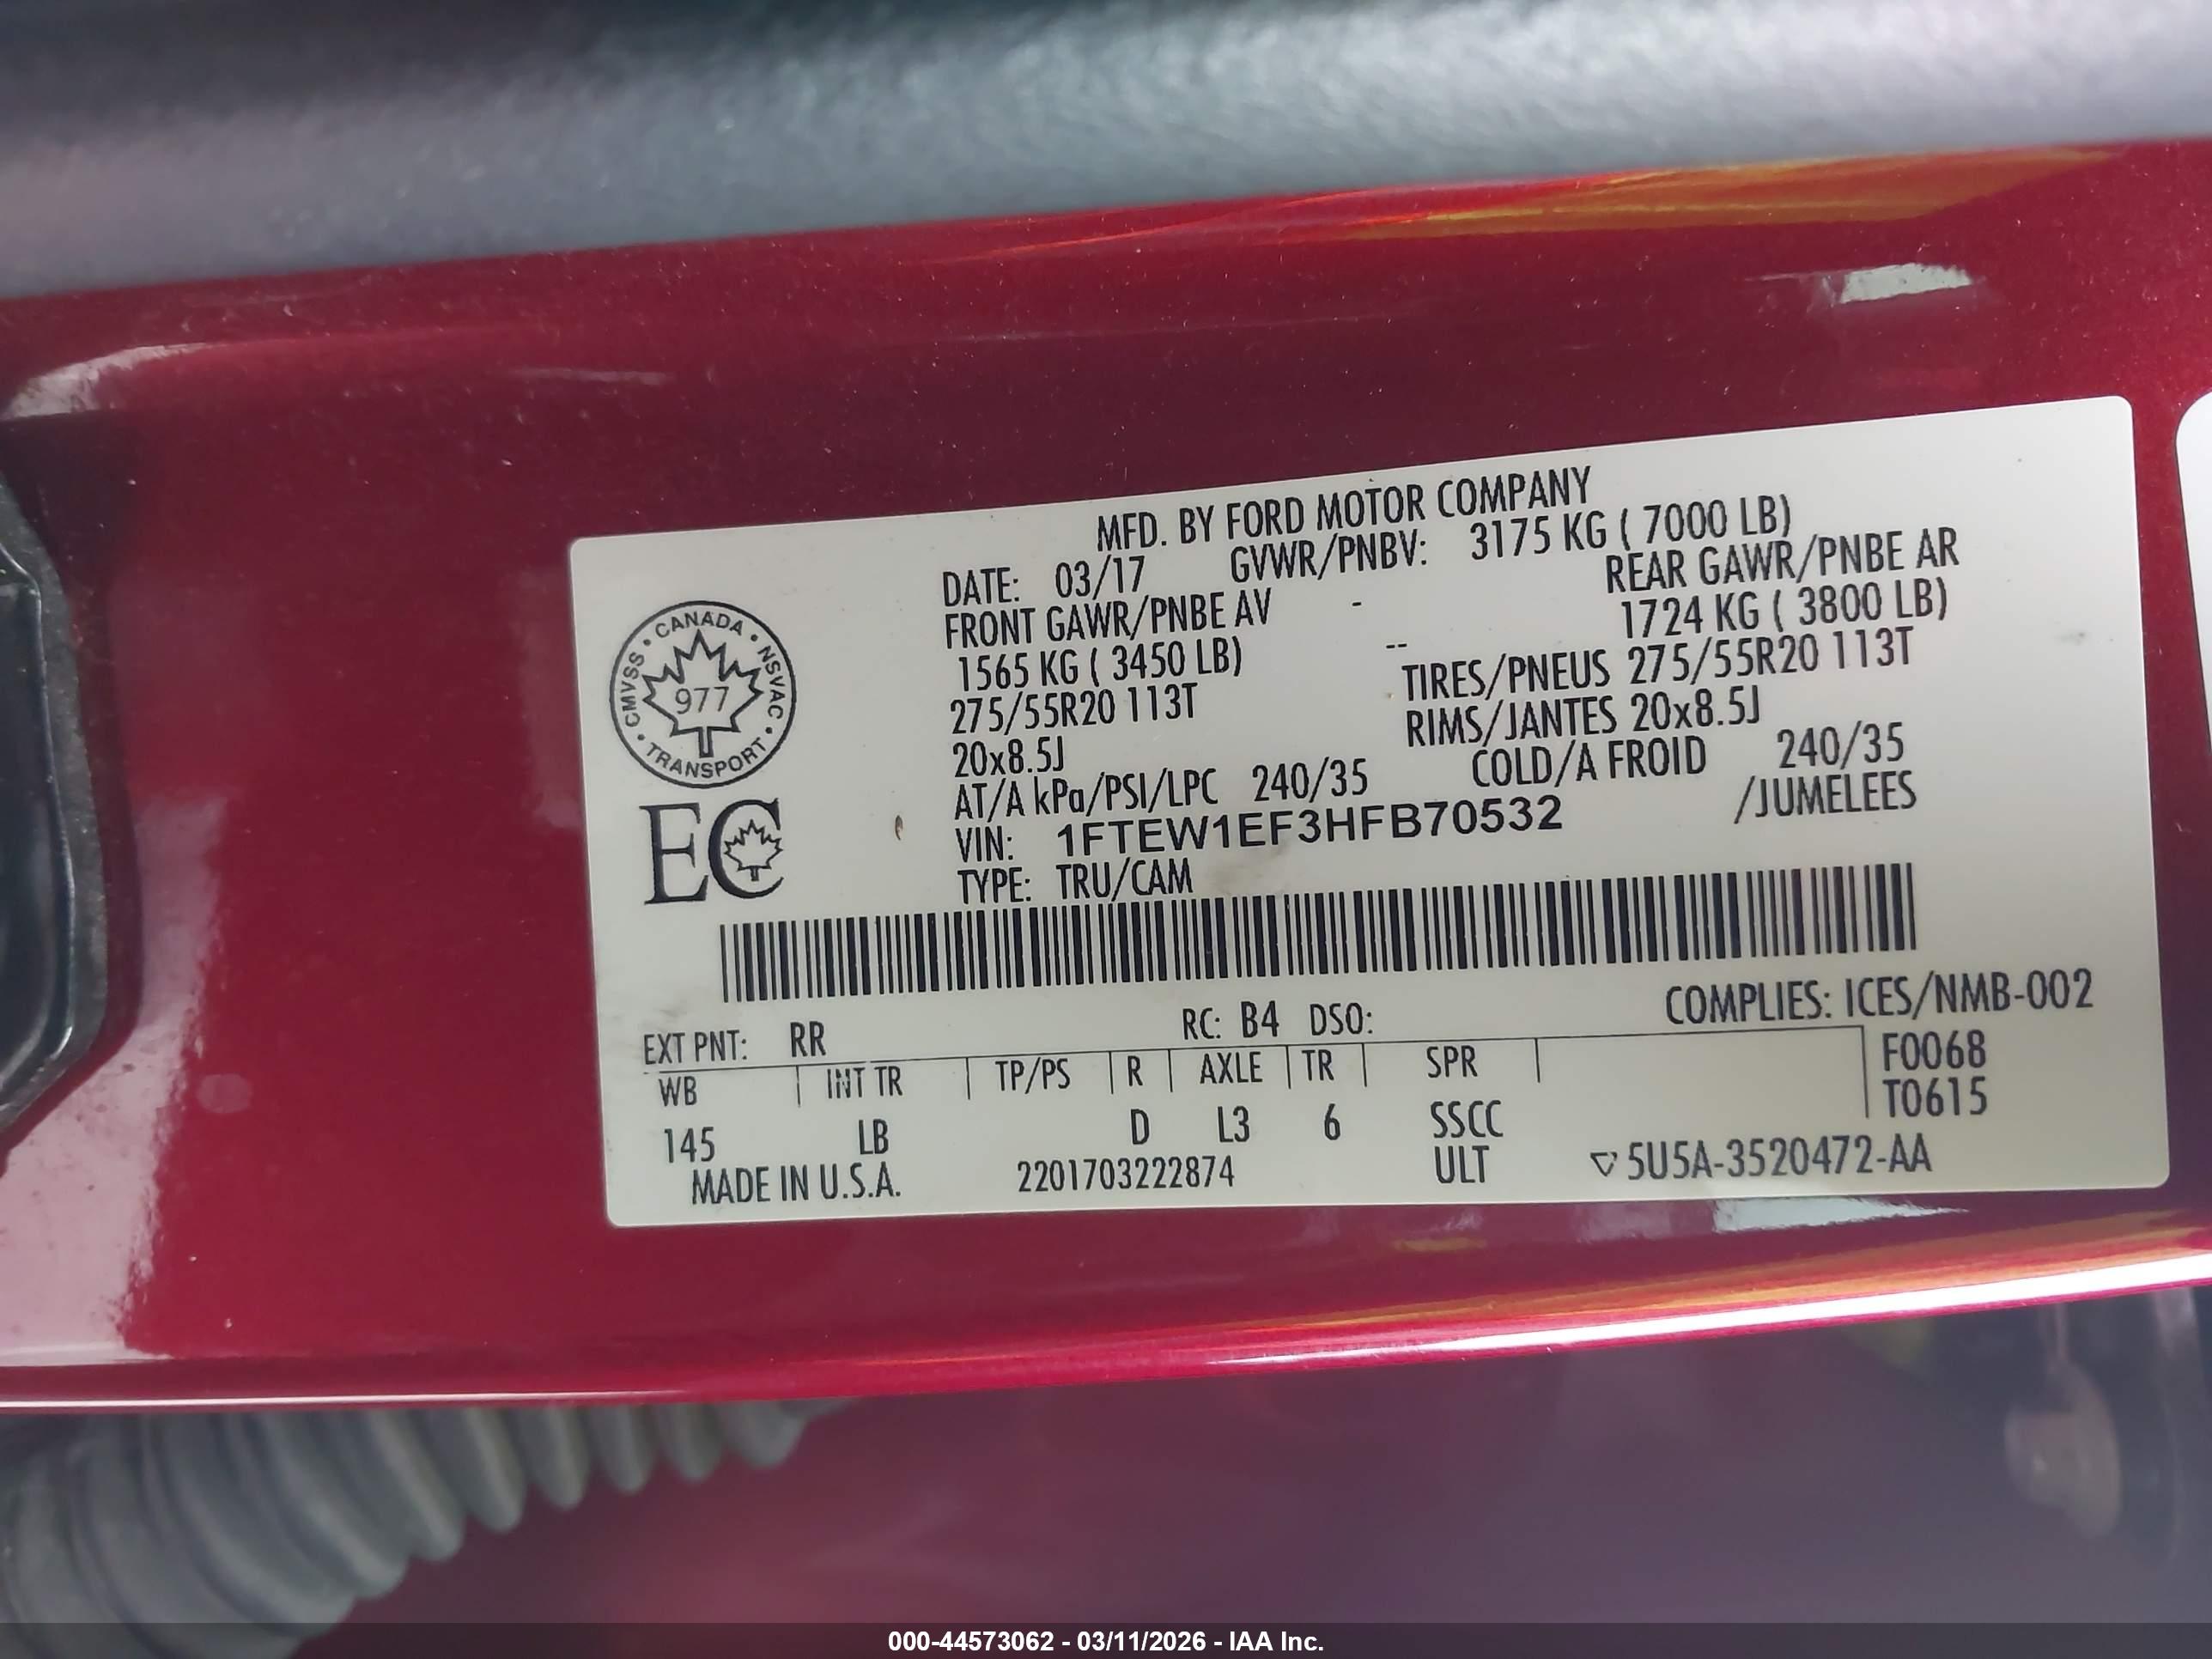 MFD. BY FORD MOTOR COMPANY
DATE: 03/17 GVWR/PNBV: 3175 KG ( 7000 LB)
FRONT GAWR/PNBE AV - REAR GAWR/PNBE AR
1565 KG ( 3450 LB) -- 1724 KG ( 3800 LB)
275/55R20 113T TIRES/PNEUS 275/55R20 113T
20x8.5J RIMS/JANTES 20x8.5J
AT/A kPa/PSI/LPC 240/35 COLD/A FROID 240/35
VIN: 1FTEW1EF3HFB70532 /JUMELEES
TYPE: TRU/CAM
CANADA
CMVSS NSVAC
977
TRANSPORT
EC
COMPLIES: ICES/NMB-002
EXT PNT: RR RC: B4 DSO:
WB INT TR TP/PS R AXLE TR SPR F0068
T0615
145 LB D L3 6 SSCC
ULT
MADE IN U.S.A. 2201703222874 5U5A-3520472-AA
000-44573062 - 03/11/2026 - IAA Inc.